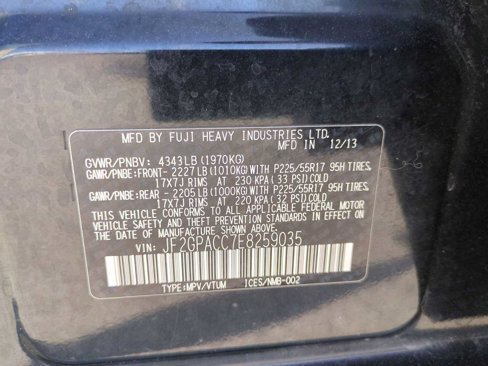 MFD BY FUJI HEAVY INDUSTRIES LTD.
MFD. IN JAPAN 12/13
GVWR/PNBV: 4343LB (1970KG)
GAWR/PNBE:FRONT- 2227LB (1010KG)WITH P225/55R17 95H TIRES,
17X7J RIMS AT 230 KPA( 33 PSI)COLD
GAWR/PNBE:REAR - 2205LB (1000KG)WITH P225/55R17 95H TIRES,
17X7J RIMS AT 220 KPA( 32 PSI)COLD
THIS VEHICLE CONFORMS TO ALL APPLICABLE FEDERAL MOTOR
VEHICLE SAFETY AND THEFT PREVENTION STANDARDS IN EFFECT ON
THE DATE OF MANUFACTURE SHOWN ABOVE.
VIN: JF2GPACC7E8259035
TYPE:MPV/VTUM ICES/NMB-002